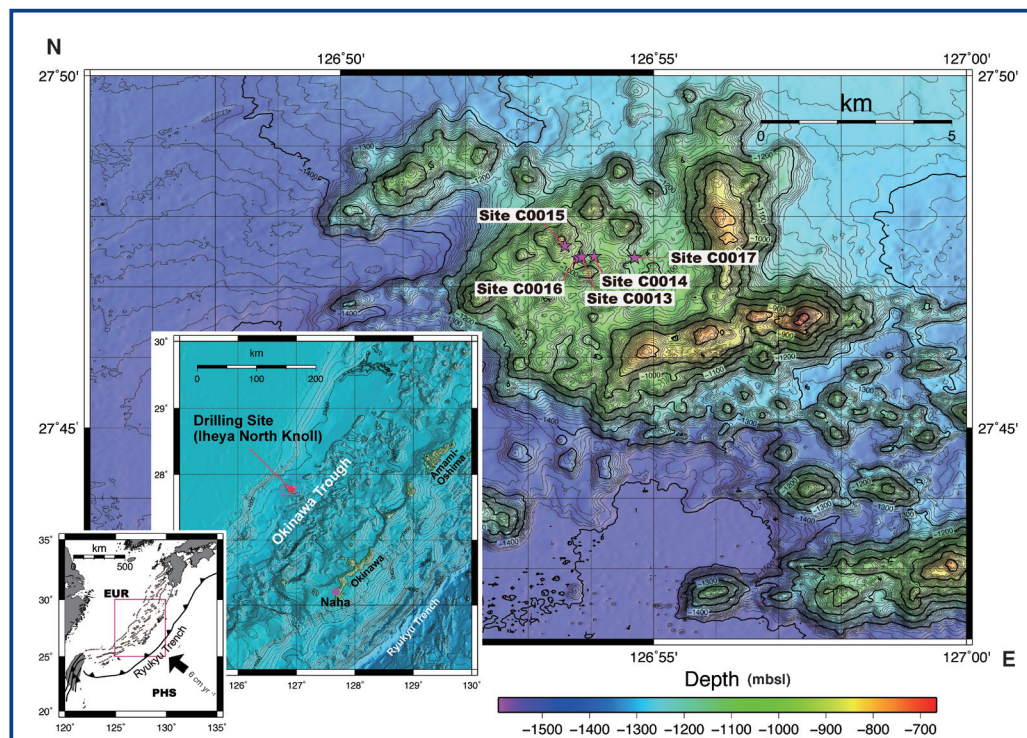 N
126°50'
126°55'
127°00'
27°50'
27°50'
km
0
5
Site C0015
Site C0017
Site C0014
Site C0016
Site C0013
27°45'
27°45'
126°55'
127°00'
E
km
0 100 200
30°
29°
28°
Drilling Site
(Iheya North Knoll)
Okinawa Trough
Amami-
Oshima
Okinawa
Naha
Ryukyu Trench
126° 127° 128° 129° 130°
km
500
35°
30°
25°
20°
EUR
Ryukyu Trench
PHS
6 cm yr⁻¹
120° 125° 130° 135°
Depth (mbsl)
−1500 −1400 −1300 −1200 −1100 −1000 −900 −800 −700